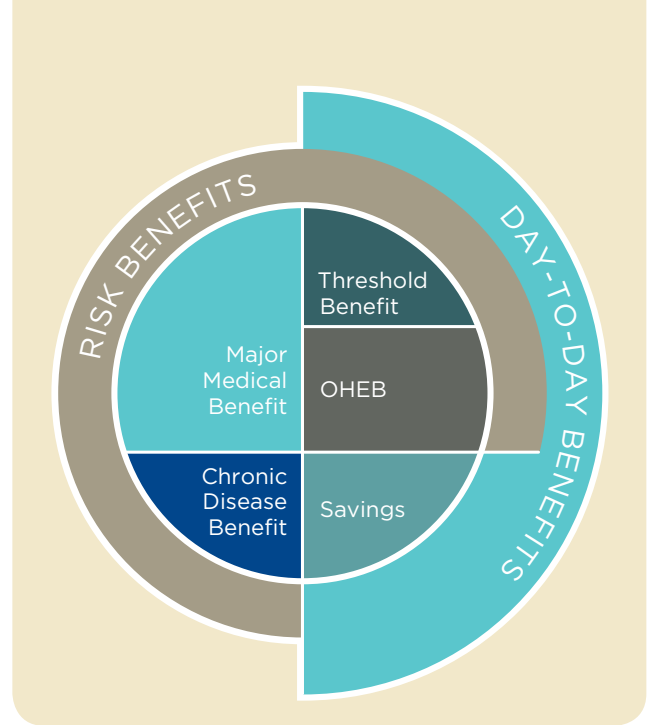 RISK BENEFITS
DAY-TO-DAY BENEFITS
Threshold
Benefit
Major
Medical
Benefit
OHEB
Chronic
Disease
Benefit
Savings